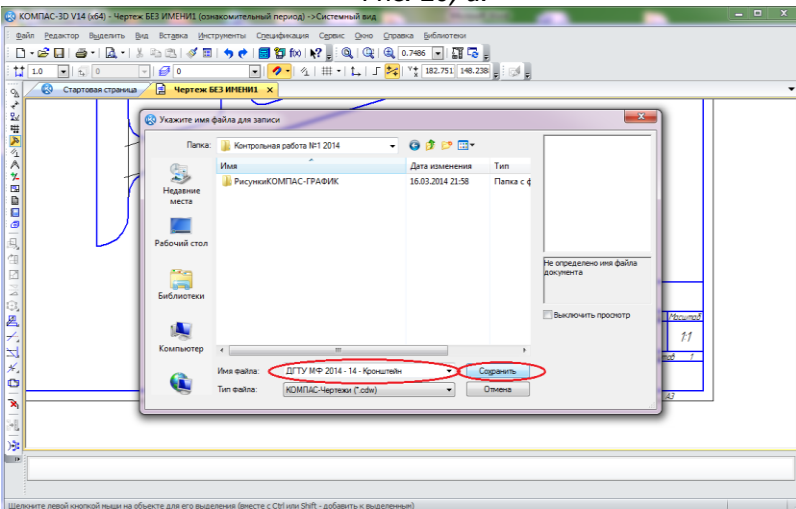 КОМПАС-3D V14 (x64) - Чертеж БЕЗ ИМЕНИ1 (ознакомительный период) ->Системный вид
Файл Редактор Выделить Вид Вставка Инструменты Спецификация Сервис Окно Справка Библиотеки
0.7486
1.0 0 0 182.751 148.238
Стартовая страница Чертеж БЕЗ ИМЕНИ1
Укажите имя файла для записи
Папка: Контрольная работа №1 2014
Имя Дата изменения Тип
РисункиКОМПАС-ГРАФИК 16.03.2014 21:58 Папка с ф
Недавние места
Рабочий стол
Библиотеки
Компьютер
Не определено имя файла документа
Выключить просмотр
Масштаб
1:1
1
А3
Имя файла: ДГТУ МФ 2014 - 14 - Кронштейн Сохранить
Тип файла: КОМПАС-Чертежи (*.cdw) Отмена
Щелкните левой кнопкой мыши на объекте для его выделения (вместе с Ctrl или Shift - добавить к выделенным)